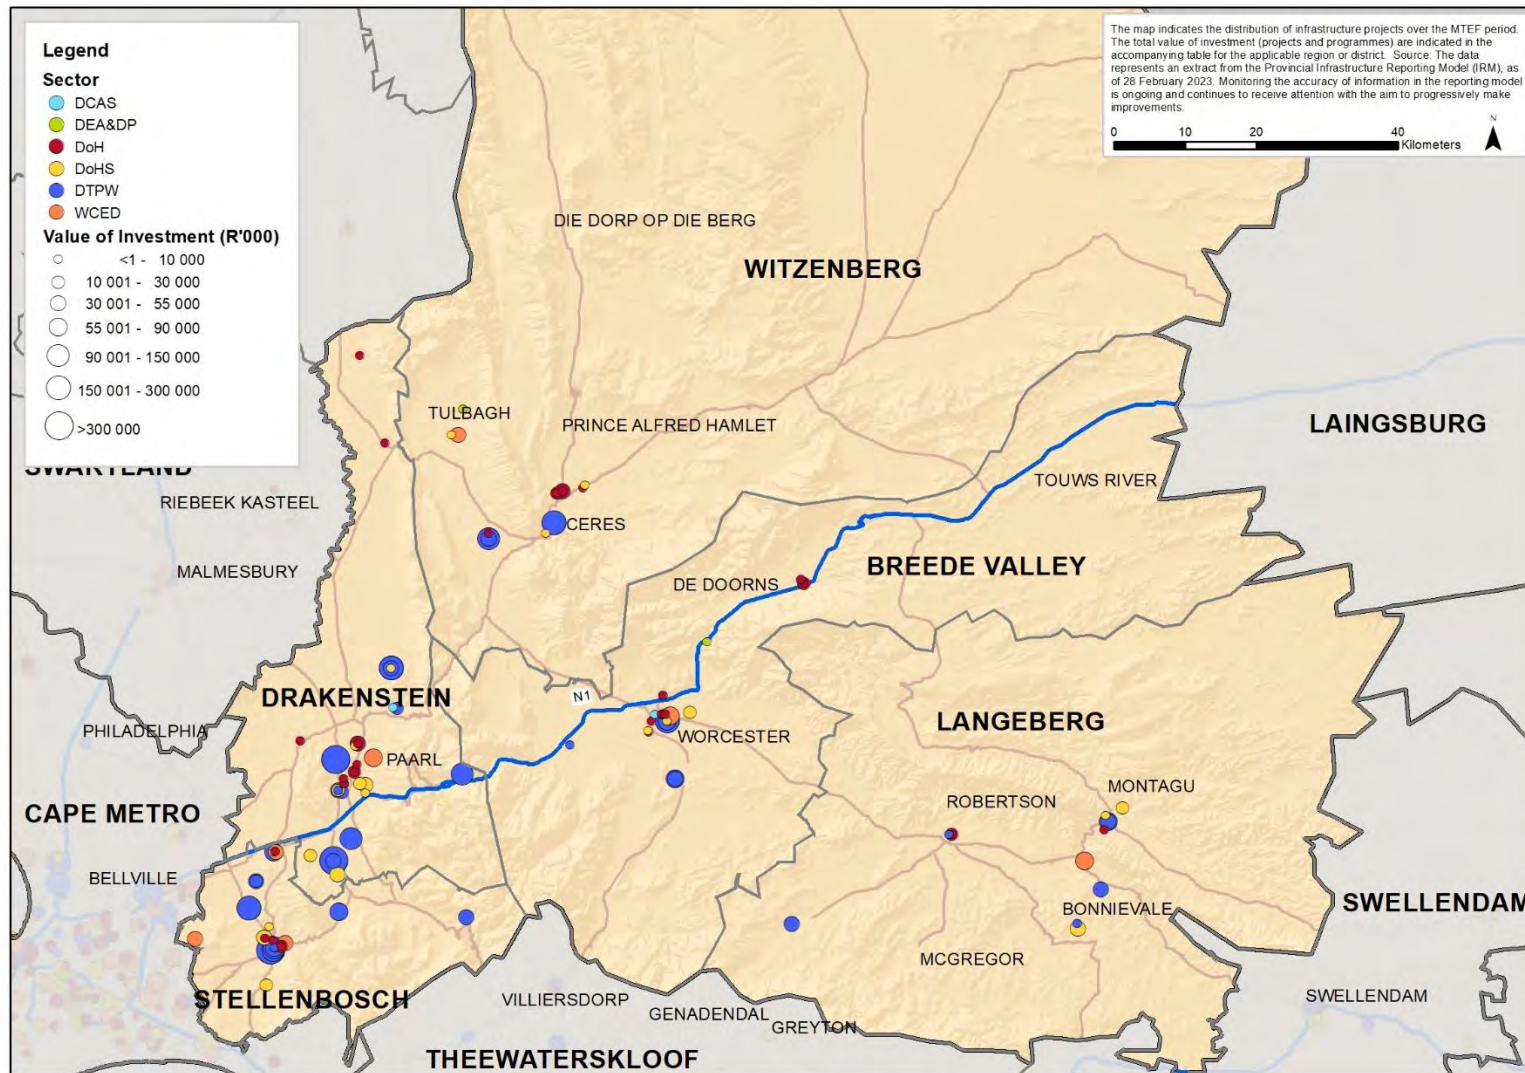 Legend
Sector
DCAS
DEA&DP
DoH
DoHS
DTPW
WCED
Value of Investment (R'000)
<1 - 10 000
10 001 - 30 000
30 001 - 55 000
55 001 - 90 000
90 001 - 150 000
150 001 - 300 000
>300 000
The map indicates the distribution of infrastructure projects over the MTEF period.
The total value of investment (projects and programmes) are indicated in the
accompanying table for the applicable region or district. Source: The data
represents an extract from the Provincial Infrastructure Reporting Model (IRM), as
of 28 February 2023. Monitoring the accuracy of information in the reporting model
is ongoing and continues to receive attention with the aim to progressively make
improvements.
N
0 10 20 40
Kilometers
DIE DORP OP DIE BERG
WITZENBERG
TULBAGH
PRINCE ALFRED HAMLET
LAINGSBURG
SWARTLAND
TOUWS RIVER
RIEBEEK KASTEEL
CERES
BREEDE VALLEY
MALMESBURY
DE DOORNS
DRAKENSTEIN
N1
LANGEBERG
PHILADELPHIA
WORCESTER
PAARL
MONTAGU
ROBERTSON
CAPE METRO
BELLVILLE
SWELLENDAM
BONNIEVALE
MCGREGOR
STELLENBOSCH
VILLIERSDORP
SWELLENDAM
GENADENDAL
GREYTON
THEEWATERSKLOOF